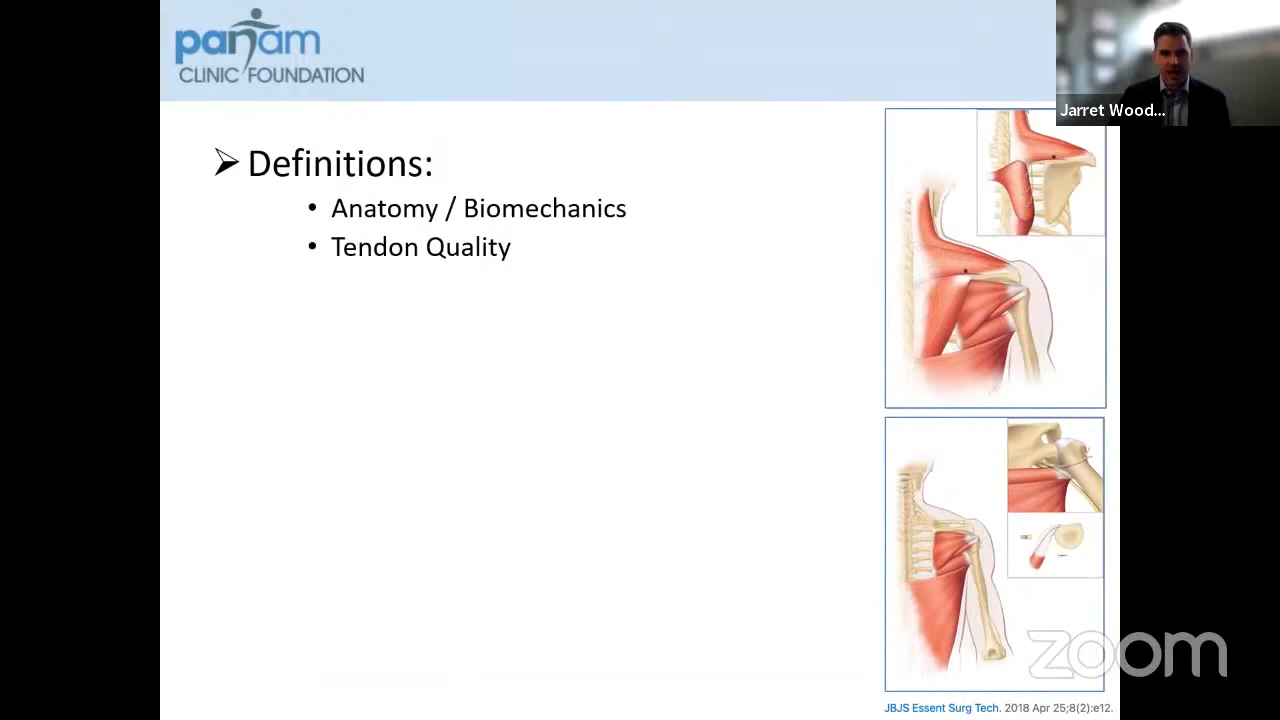 panam
CLINIC FOUNDATION
Jarret Wood...
Definitions:
• Anatomy / Biomechanics
• Tendon Quality
zoom
JBJS Essent Surg Tech. 2018 Apr 25;8(2):e12.